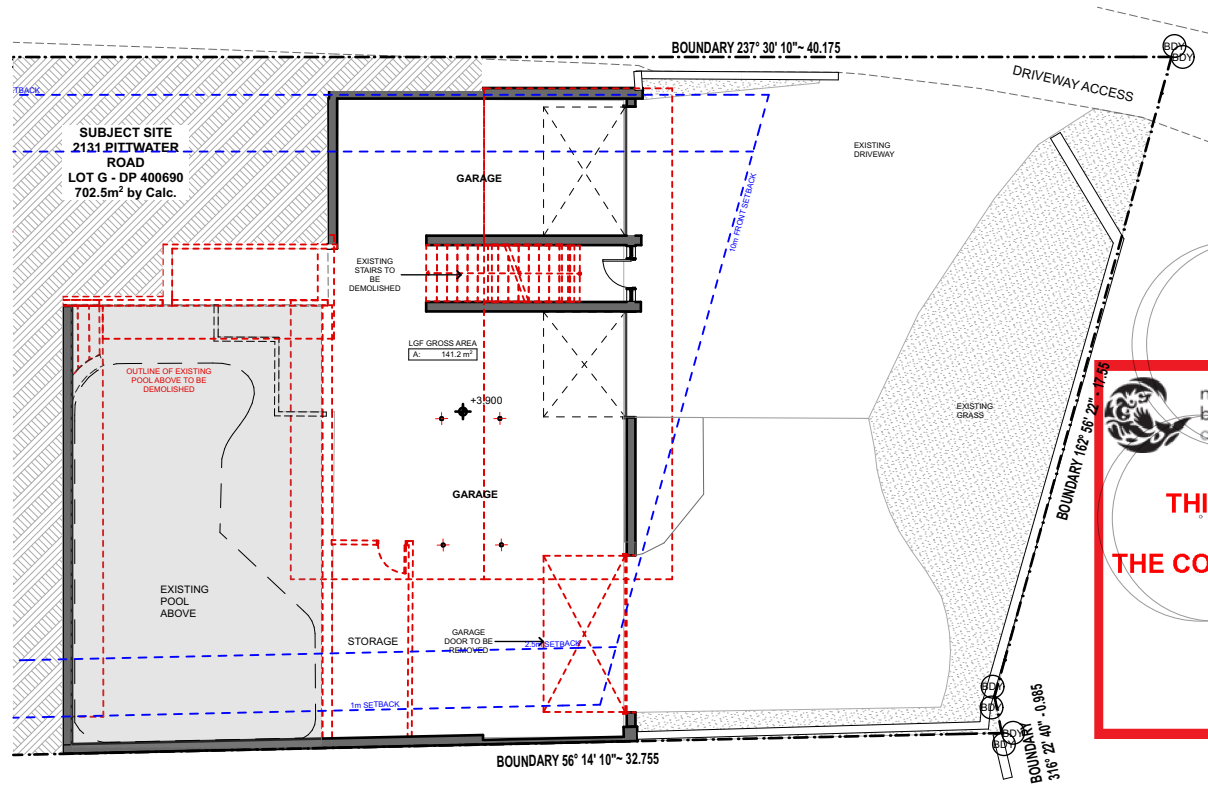 BOUNDARY 237° 30' 10"~ 40.175
BDY
BDY
DRIVEWAY ACCESS
TBACK
SUBJECT SITE
2131 PITTWATER
ROAD
LOT G - DP 400690
702.5m² by Calc.
EXISTING
DRIVEWAY
GARAGE
10m FRONT SETBACK
EXISTING
STAIRS TO
BE
DEMOLISHED
LGF GROSS AREA
A: 141.2 m²
OUTLINE OF EXISTING
POOL ABOVE TO BE
DEMOLISHED
+3.900
EXISTING
GRASS
BOUNDARY 162° 56' 22" - 17.55
n
b
c
GARAGE
THI
THE CO
EXISTING
POOL
ABOVE
STORAGE
GARAGE
DOOR TO BE
REMOVED
2.5m SETBACK
1m SETBACK
BDY
BDY
BDY
BDY
BOUNDARY
316° 22' 40" - 0.985
BOUNDARY 56° 14' 10"~ 32.755